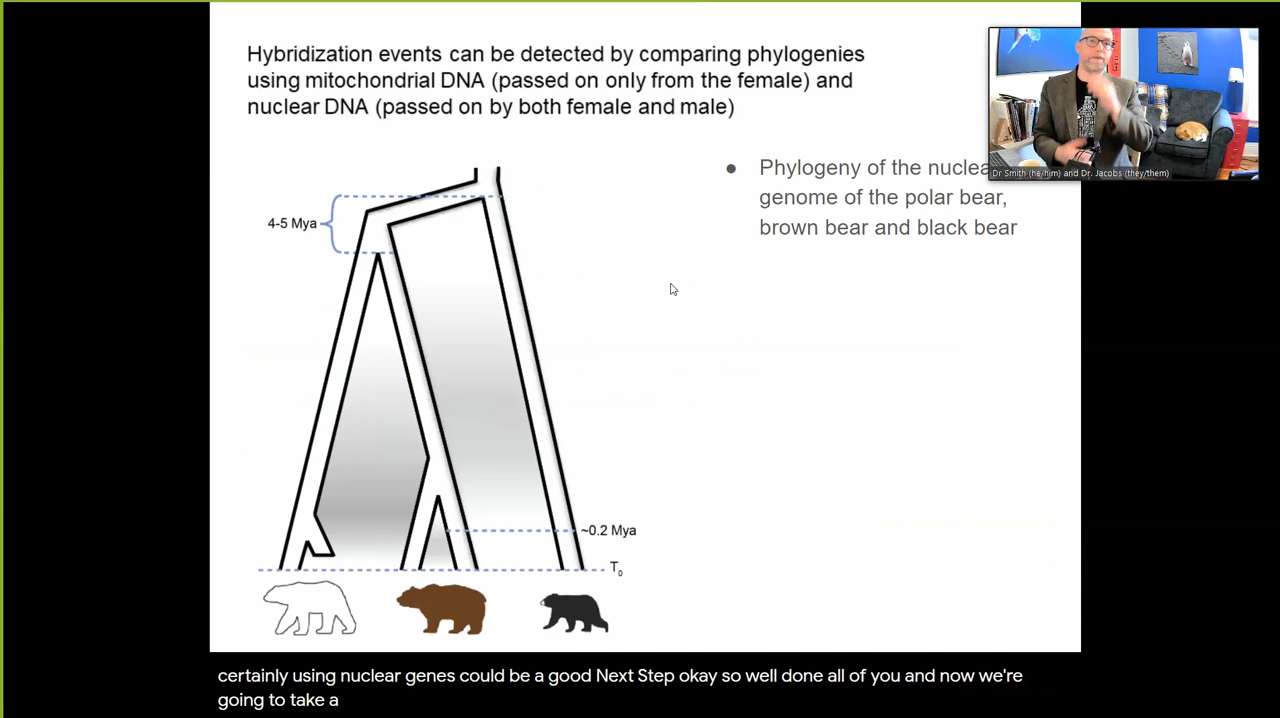 Hybridization events can be detected by comparing phylogenies
using mitochondrial DNA (passed on only from the female) and
nuclear DNA (passed on by both female and male)
● Phylogeny of the nuclea
genome of the polar bear,
brown bear and black bear
Dr Smith (he/him) and Dr. Jacobs (they/them)
4-5 Mya
~0.2 Mya
T₀
certainly using nuclear genes could be a good Next Step okay so well done all of you and now we're
going to take a